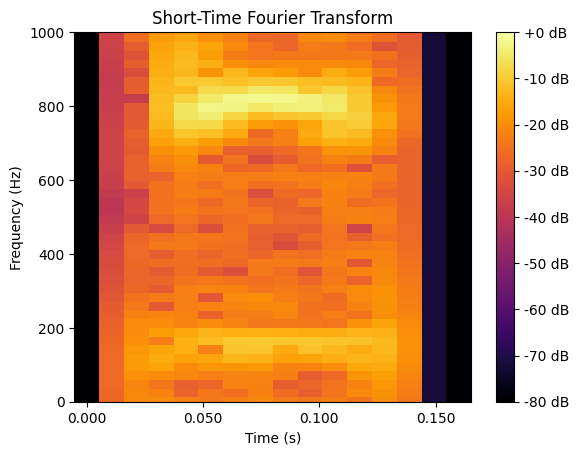 Short-Time Fourier Transform
1000
800
600
400
200
0
Frequency (Hz)
0.000
0.050
0.100
0.150
Time (s)
+0 dB
-10 dB
-20 dB
-30 dB
-40 dB
-50 dB
-60 dB
-70 dB
-80 dB